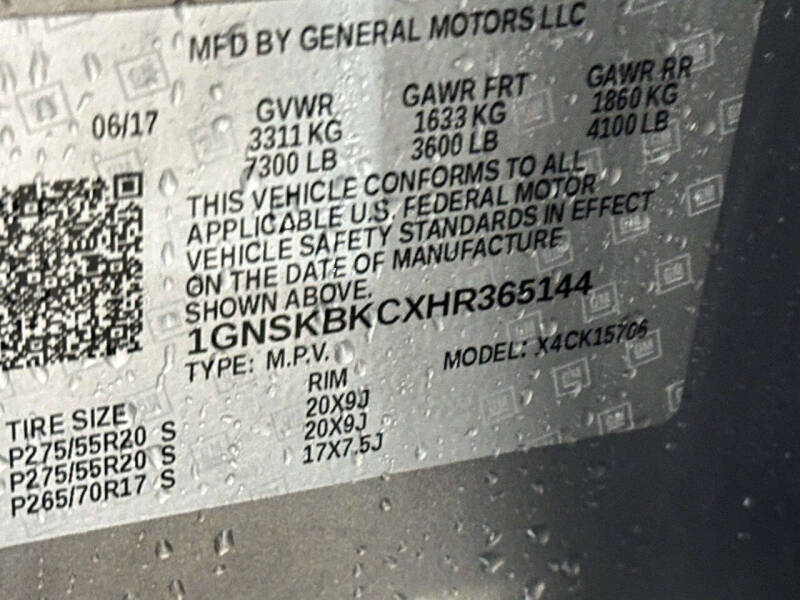 MFD BY GENERAL MOTORS LLC
06/17
GVWR GAWR FRT GAWR RR
3311 KG 1633 KG 1860 KG
7300 LB 3600 LB 4100 LB
THIS VEHICLE CONFORMS TO ALL
APPLICABLE U.S. FEDERAL MOTOR
VEHICLE SAFETY STANDARDS IN EFFECT
ON THE DATE OF MANUFACTURE
SHOWN ABOVE.
1GNSKBKCXHR365144
TYPE: M.P.V. MODEL: X4CK15706
TIRE SIZE RIM
P275/55R20 S 20X9J
P275/55R20 S 20X9J
P265/70R17 S 17X7.5J